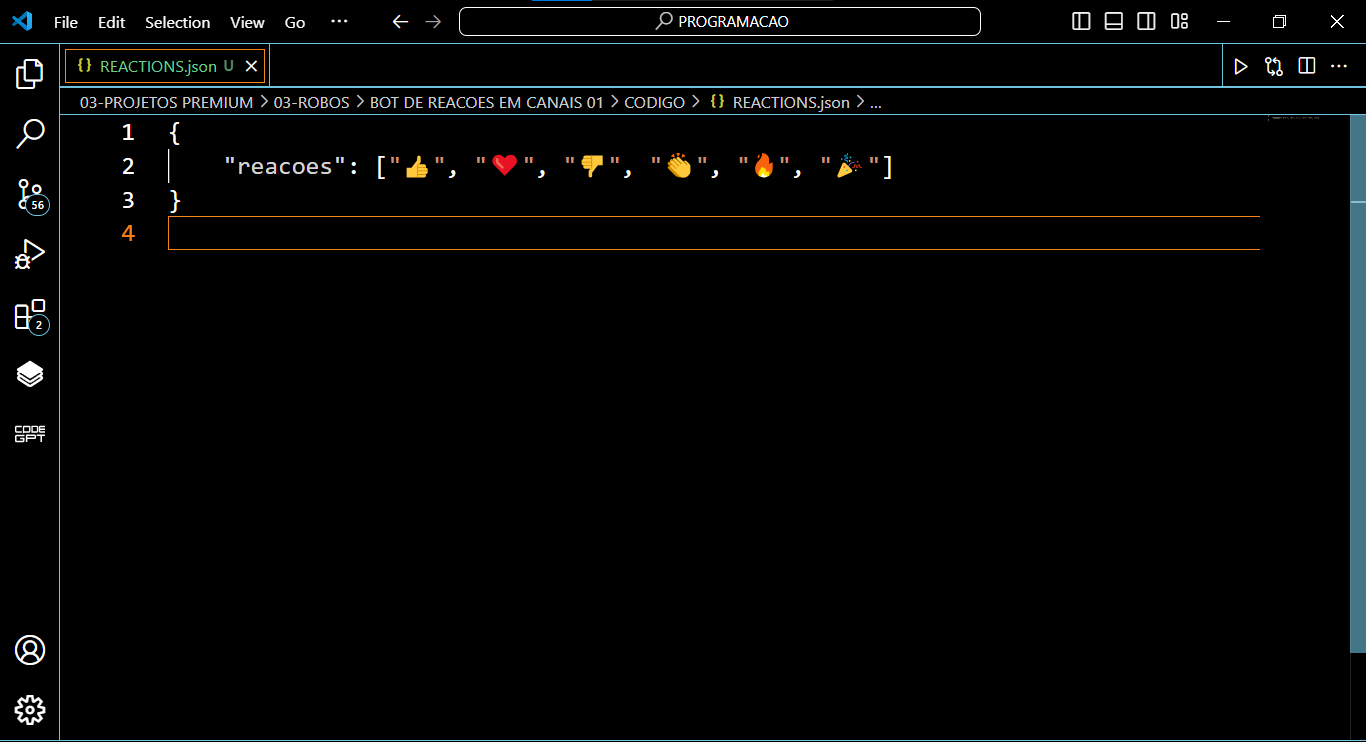 File Edit Selection View Go ··· PROGRAMACAO
{} REACTIONS.json U
03-PROJETOS PREMIUM > 03-ROBOS > BOT DE REACOES EM CANAIS 01 > CODIGO > {} REACTIONS.json > ...
1 {
2 "reacoes": ["👍", "❤️", "👎", "👏", "🔥", "🎉"]
3 }
4
56
2
CODE
GPT